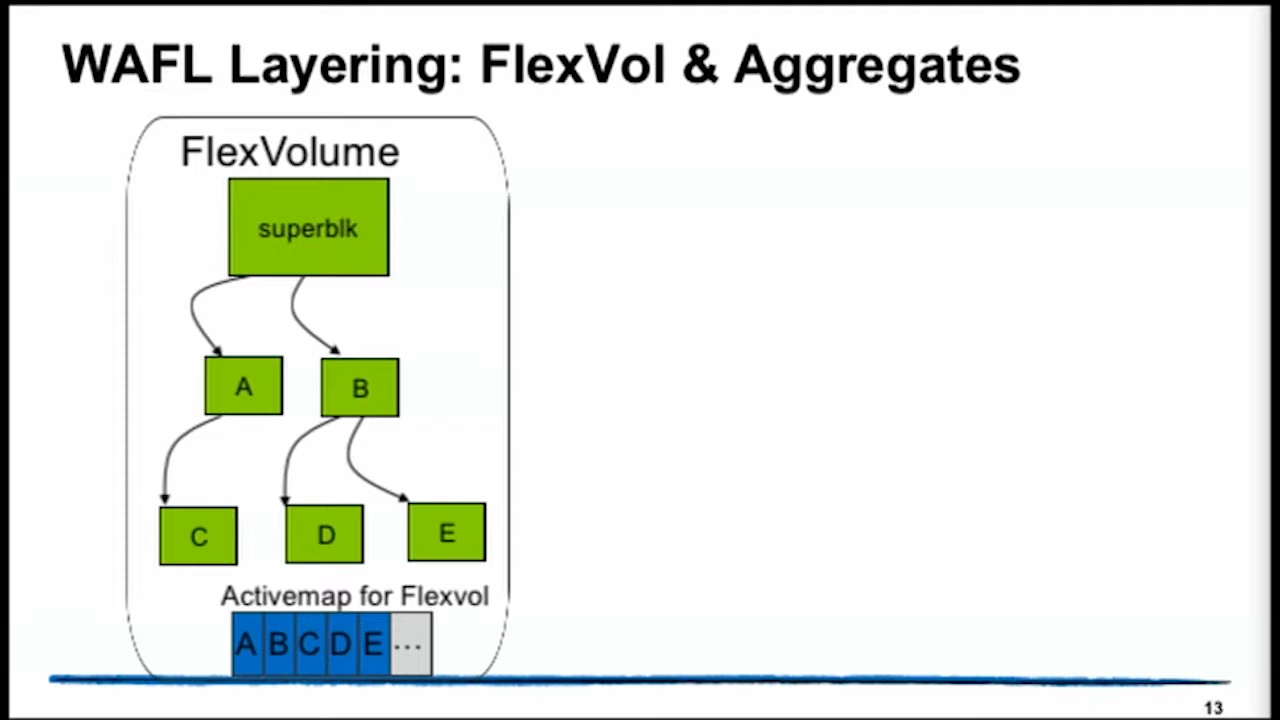 WAFL Layering: FlexVol & Aggregates
FlexVolume
superblk
A
B
C
D
E
Activemap for Flexvol
A B C D E ...
13